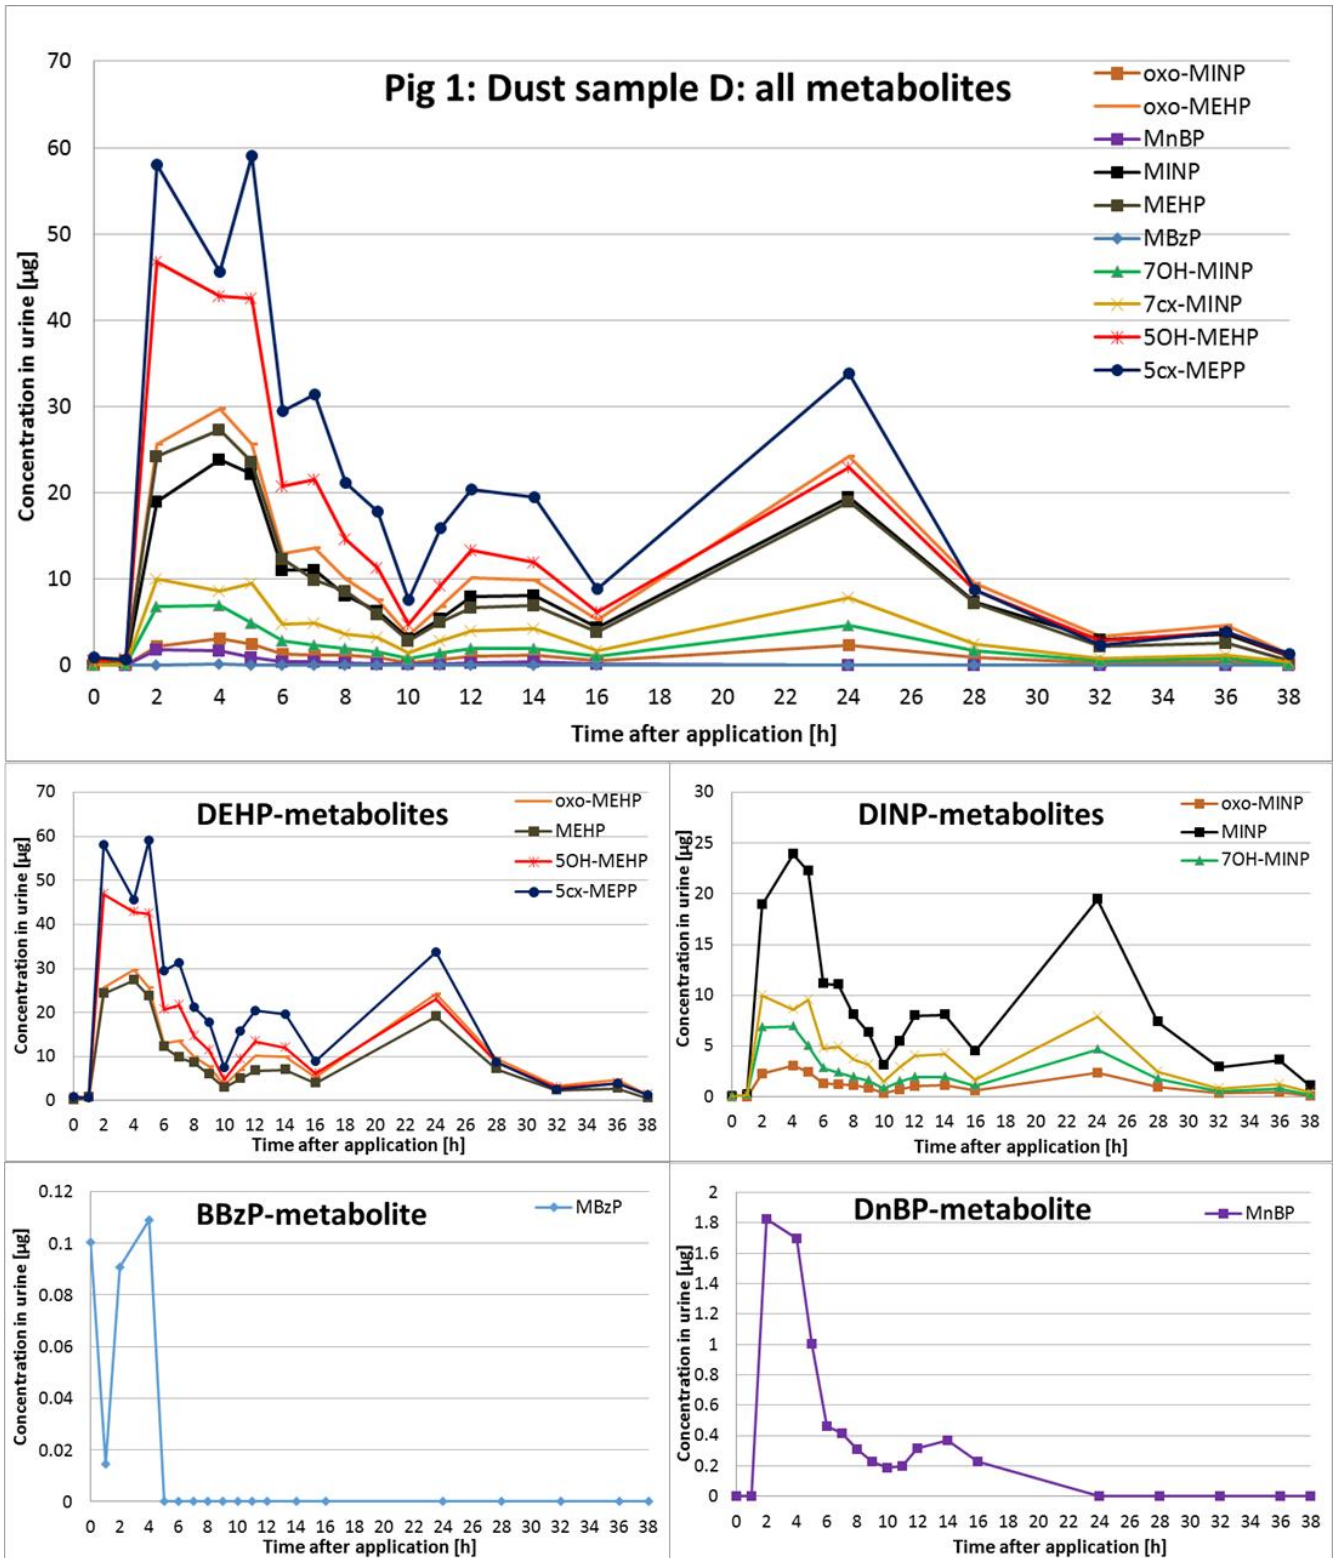 Pig 1: Dust sample D: all metabolites
Concentration in urine [µg]
70
60
50
40
30
20
10
0
oxo-MINP
oxo-MEHP
MnBP
MINP
MEHP
MBzP
7OH-MINP
7cx-MINP
5OH-MEHP
5cx-MEPP
0 2 4 6 8 10 12 14 16 18 20 22 24 26 28 30 32 34 36 38
Time after application [h]
DEHP-metabolites
Concentration in urine [µg]
70
60
50
40
30
20
10
0
oxo-MEHP
MEHP
5OH-MEHP
5cx-MEPP
0 2 4 6 8 10 12 14 16 18 20 22 24 26 28 30 32 34 36 38
Time after application [h]
DINP-metabolites
Concentration in urine [µg]
30
25
20
15
10
5
0
oxo-MINP
MINP
7OH-MINP
0 2 4 6 8 10 12 14 16 18 20 22 24 26 28 30 32 34 36 38
Time after application [h]
BBzP-metabolite
Concentration in urine [µg]
0.12
0.1
0.08
0.06
0.04
0.02
0
MBzP
0 2 4 6 8 10 12 14 16 18 20 22 24 26 28 30 32 34 36 38
Time after application [h]
DnBP-metabolite
Concentration in urine [µg]
2
1.8
1.6
1.4
1.2
1
0.8
0.6
0.4
0.2
0
MnBP
0 2 4 6 8 10 12 14 16 18 20 22 24 26 28 30 32 34 36 38
Time after application [h]